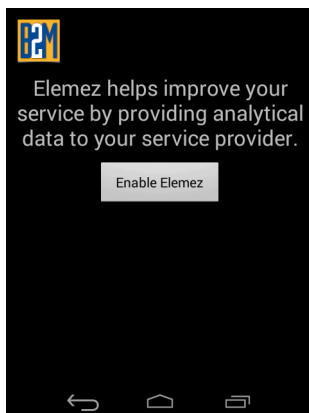 B2M
Elemez helps improve your
service by providing analytical
data to your service provider.
Enable Elemez